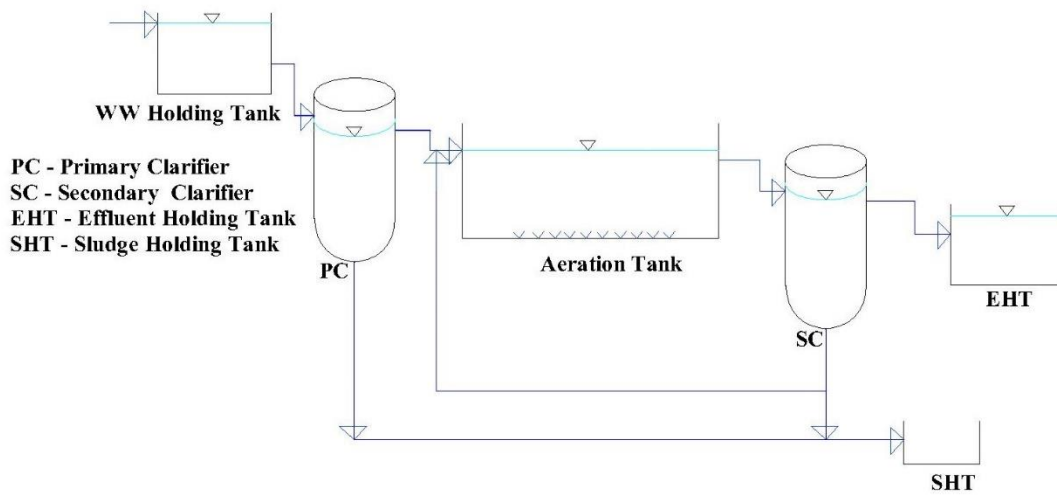 WW Holding Tank
PC - Primary Clarifier
SC - Secondary Clarifier
EHT - Effluent Holding Tank
SHT - Sludge Holding Tank
PC
Aeration Tank
SC
EHT
SHT